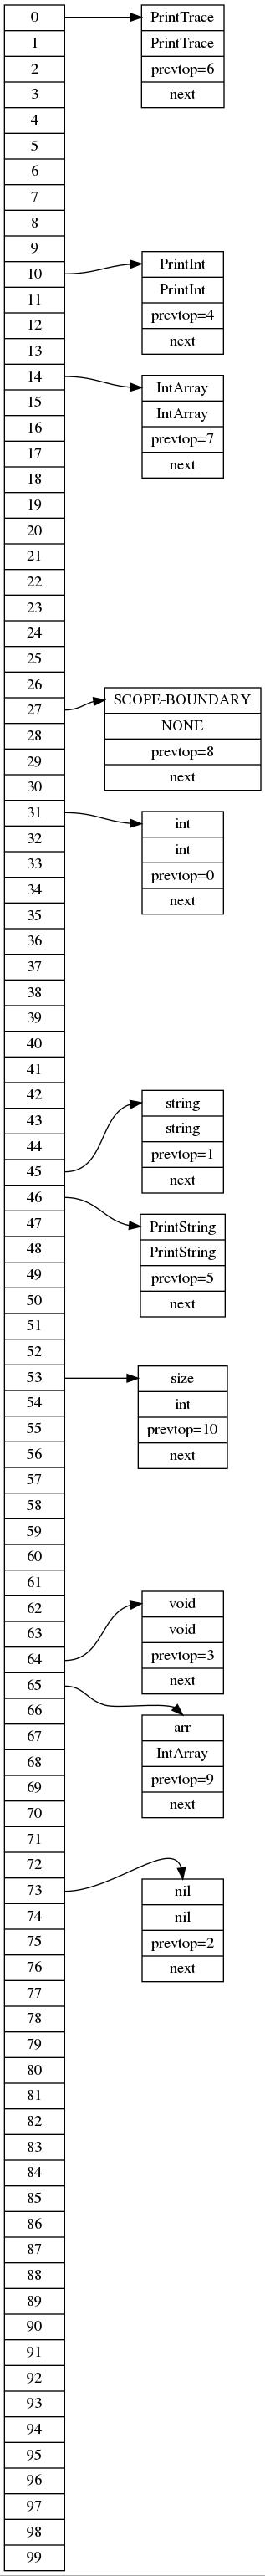 0
1
2
3
4
5
6
7
8
9
10
11
12
13
14
15
16
17
18
19
20
21
22
23
24
25
26
27
28
29
30
31
32
33
34
35
36
37
38
39
40
41
42
43
44
45
46
47
48
49
50
51
52
53
54
55
56
57
58
59
60
61
62
63
64
65
66
67
68
69
70
71
72
73
74
75
76
77
78
79
80
81
82
83
84
85
86
87
88
89
90
91
92
93
94
95
96
97
98
99
PrintTrace
PrintTrace
prevtop=6
next
PrintInt
PrintInt
prevtop=4
next
IntArray
IntArray
prevtop=7
next
SCOPE-BOUNDARY
NONE
prevtop=8
next
int
int
prevtop=0
next
string
string
prevtop=1
next
PrintString
PrintString
prevtop=5
next
size
int
prevtop=10
next
void
void
prevtop=3
next
arr
IntArray
prevtop=9
next
nil
nil
prevtop=2
next